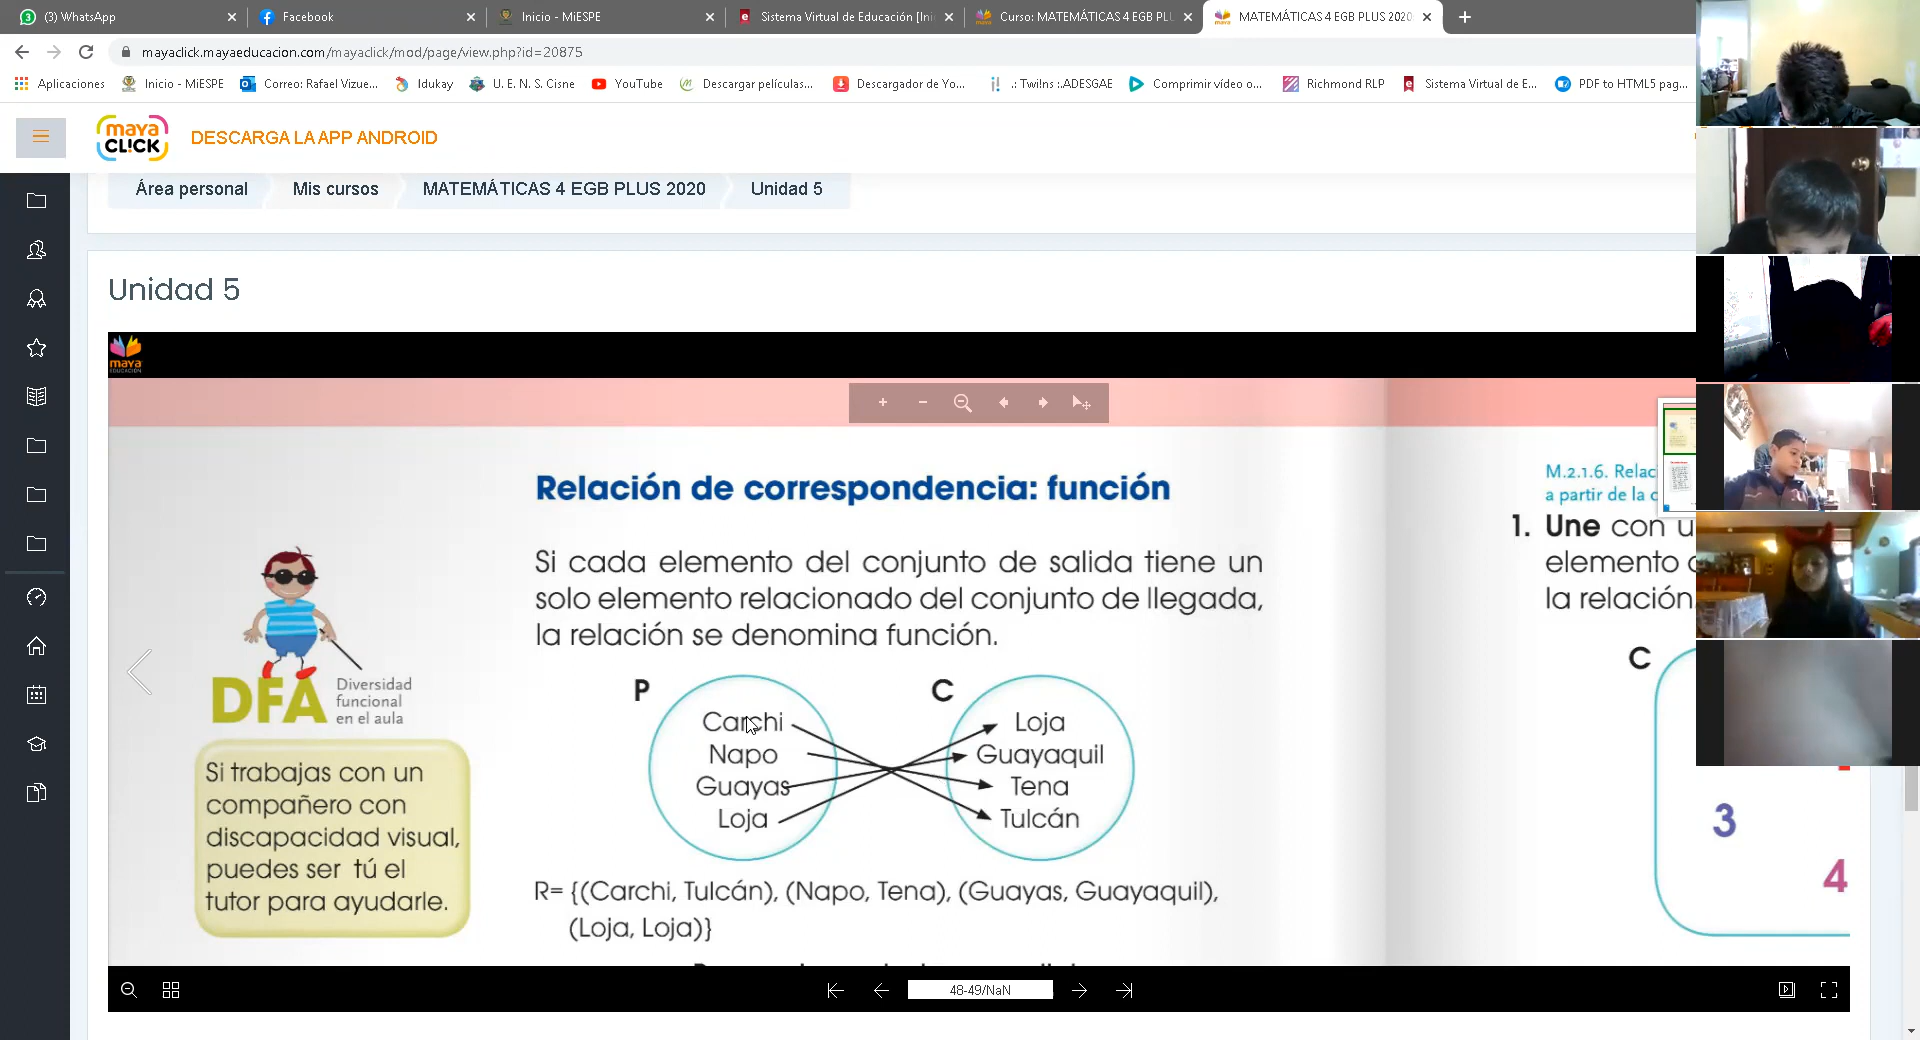 (3) WhatsApp
Facebook
Inicio - MiESPE
Sistema Virtual de Educación [Ini
Curso: MATEMÁTICAS 4 EGB PL
MATEMÁTICAS 4 EGB PLUS 2020
mayaclick.mayaeducacion.com/mayaclick/mod/page/view.php?id=20875
Aplicaciones
Inicio - MiESPE
Correo: Rafael Vizue...
Idukay
U. E. N. S. Cisne
YouTube
Descargar películas...
Descargador de Yo...
.: Twi!ns :.ADESGAE
Comprimir vídeo o...
Richmond RLP
Sistema Virtual de E...
PDF to HTML5 pag...
maya
CLICK
DESCARGA LA APP ANDROID
Área personal
Mis cursos
MATEMÁTICAS 4 EGB PLUS 2020
Unidad 5
Unidad 5
maya
EDUCACIÓN
Relación de correspondencia: función
Si cada elemento del conjunto de salida tiene un
solo elemento relacionado del conjunto de llegada,
la relación se denomina función.
DFA
Diversidad
funcional
en el aula
Si trabajas con un
compañero con
discapacidad visual,
puedes ser tú el
tutor para ayudarle.
P
Carchi
Napo
Guayas
Loja
C
Loja
Guayaquil
Tena
Tulcán
R= {(Carchi, Tulcán), (Napo, Tena), (Guayas, Guayaquil),
(Loja, Loja)}
M.2.1.6. Relac
a partir de la c
1. Une con u
elemento
la relación
C
3
4
48-49/NaN